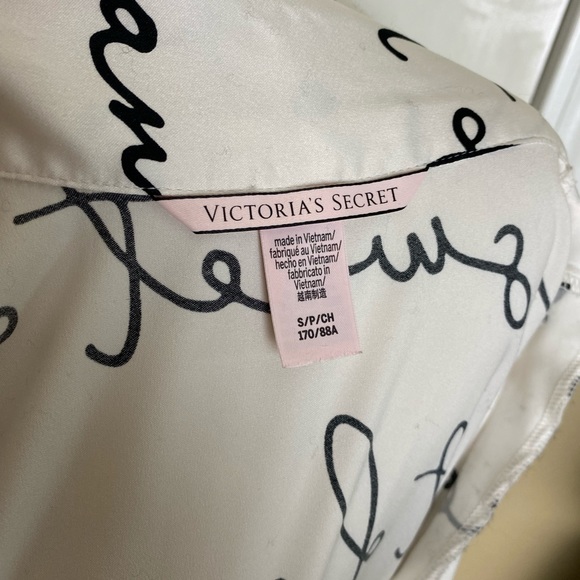 an
VICTORIA'S SECRET
made in Vietnam/
fabriqué au Vietnam/
hecho en Vietnam/
fabbricato in
Vietnam/
越南制造
S/P/CH
170/88A